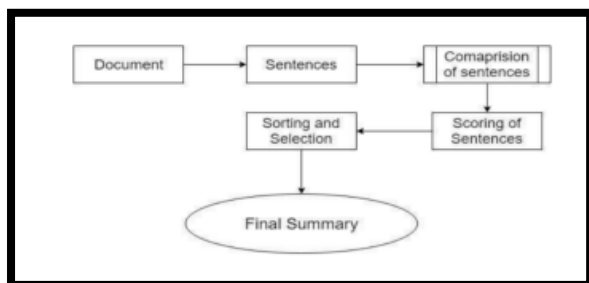 Document
Sentences
Comaprision
of sentences
Scoring of
Sentences
Sorting and
Selection
Final Summary